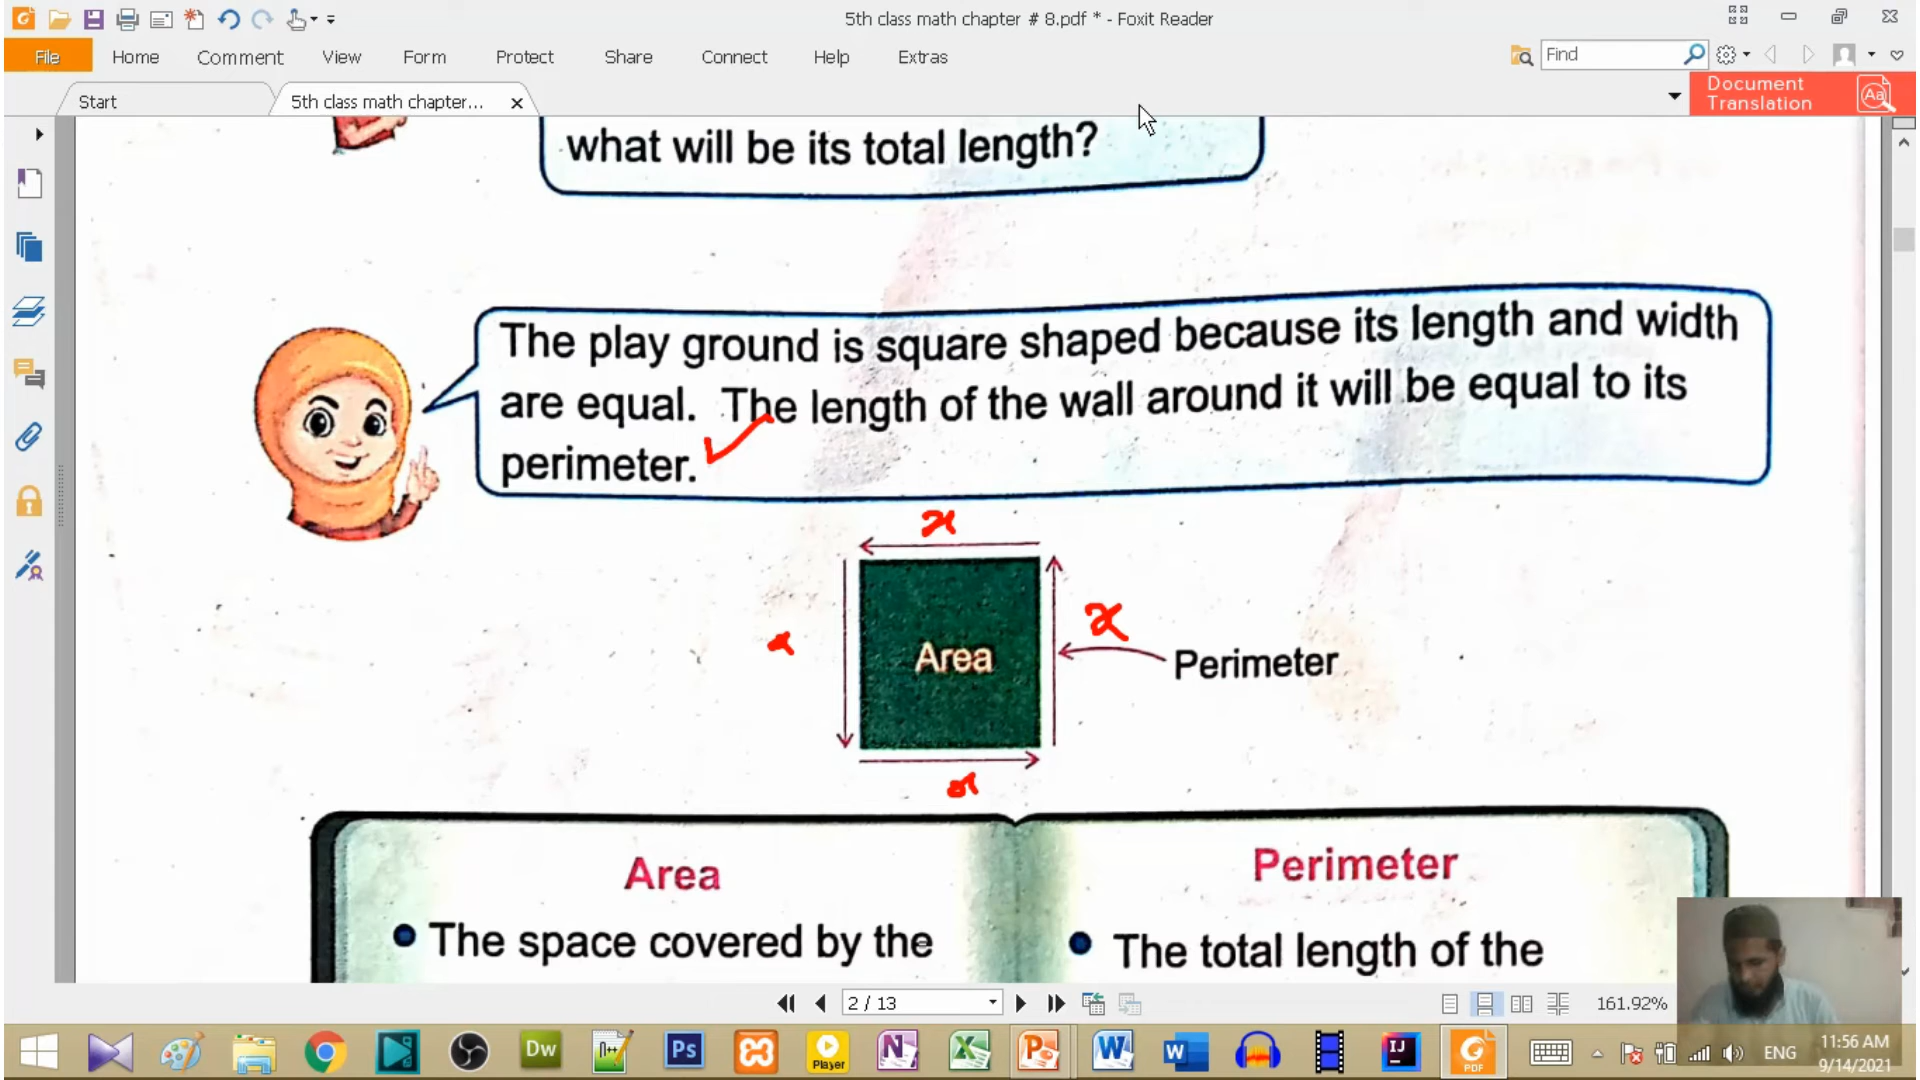 5th class math chapter # 8.pdf * - Foxit Reader
File Home Comment View Form Protect Share Connect Help Extras
Find
Start
5th class math chapter...
Document
Translation
what will be its total length?
The play ground is square shaped because its length and width
are equal. The length of the wall around it will be equal to its
perimeter.
x
x
x
x
Area
Perimeter
Area
Perimeter
The space covered by the
The total length of the
2 / 13
161.92%
Dw
Ps
Player
ENG
11:56 AM
9/14/2021